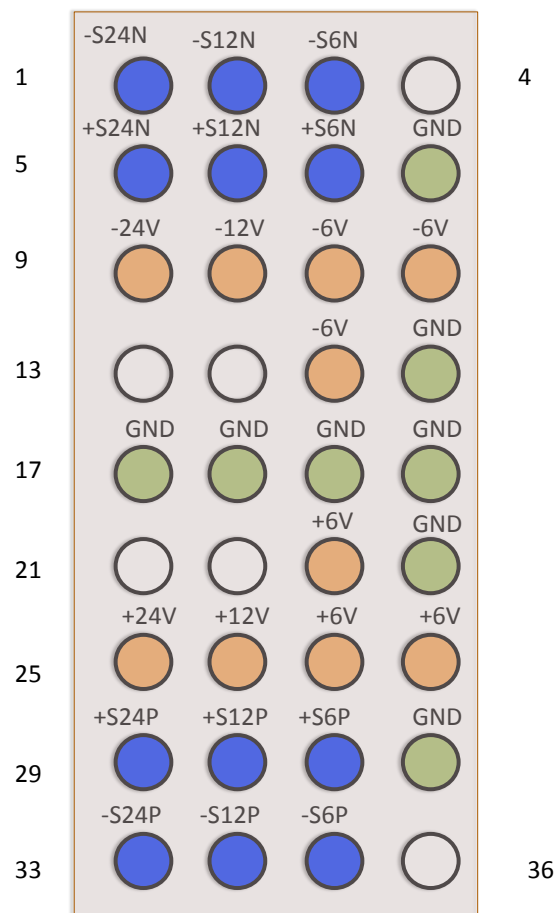 -S24N -S12N -S6N
1 4
+S24N +S12N +S6N GND
5
-24V -12V -6V -6V
9
-6V GND
13
GND GND GND GND
17
+6V GND
21
+24V +12V +6V +6V
25
+S24P +S12P +S6P GND
29
-S24P -S12P -S6P
33 36